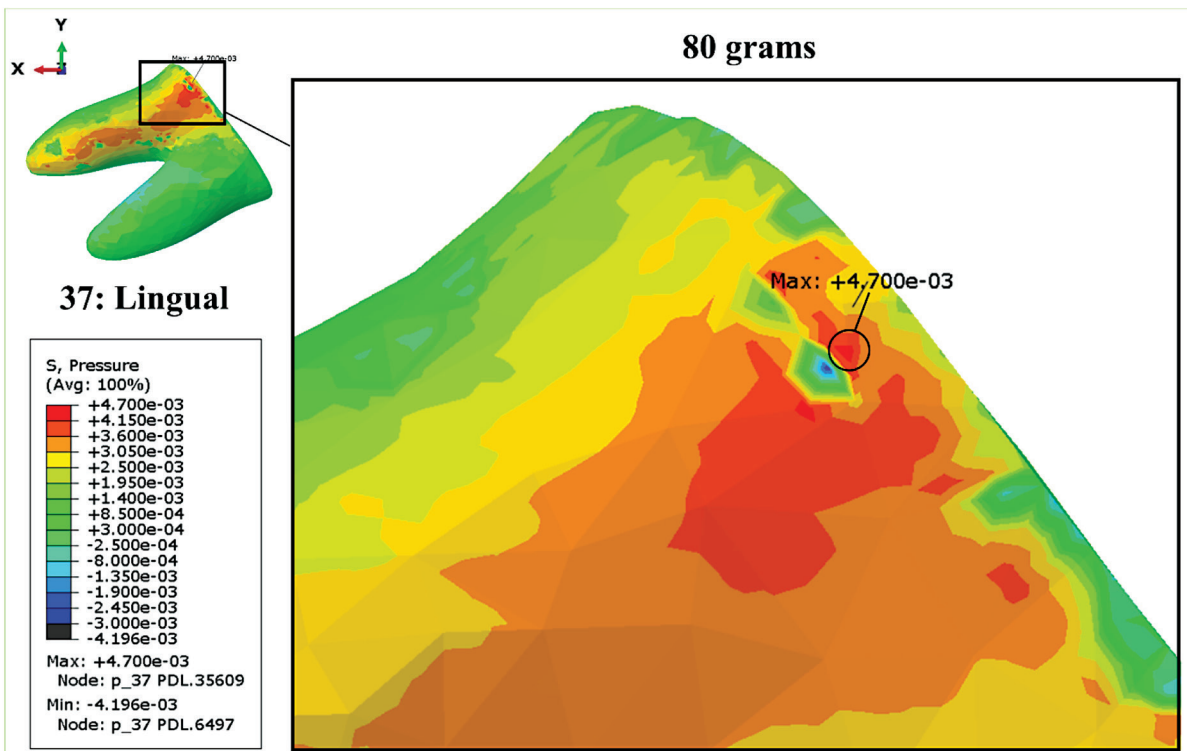 Y
X
Z
Max: +4.700e-03
80 grams
37: Lingual
Max: +4.700e-03
S, Pressure
(Avg: 100%)
+4.700e-03
+4.150e-03
+3.600e-03
+3.050e-03
+2.500e-03
+1.950e-03
+1.400e-03
+8.500e-04
+3.000e-04
-2.500e-04
-8.000e-04
-1.350e-03
-1.900e-03
-2.450e-03
-3.000e-03
-4.196e-03
Max: +4.700e-03
Node: p_37 PDL.35609
Min: -4.196e-03
Node: p_37 PDL.6497